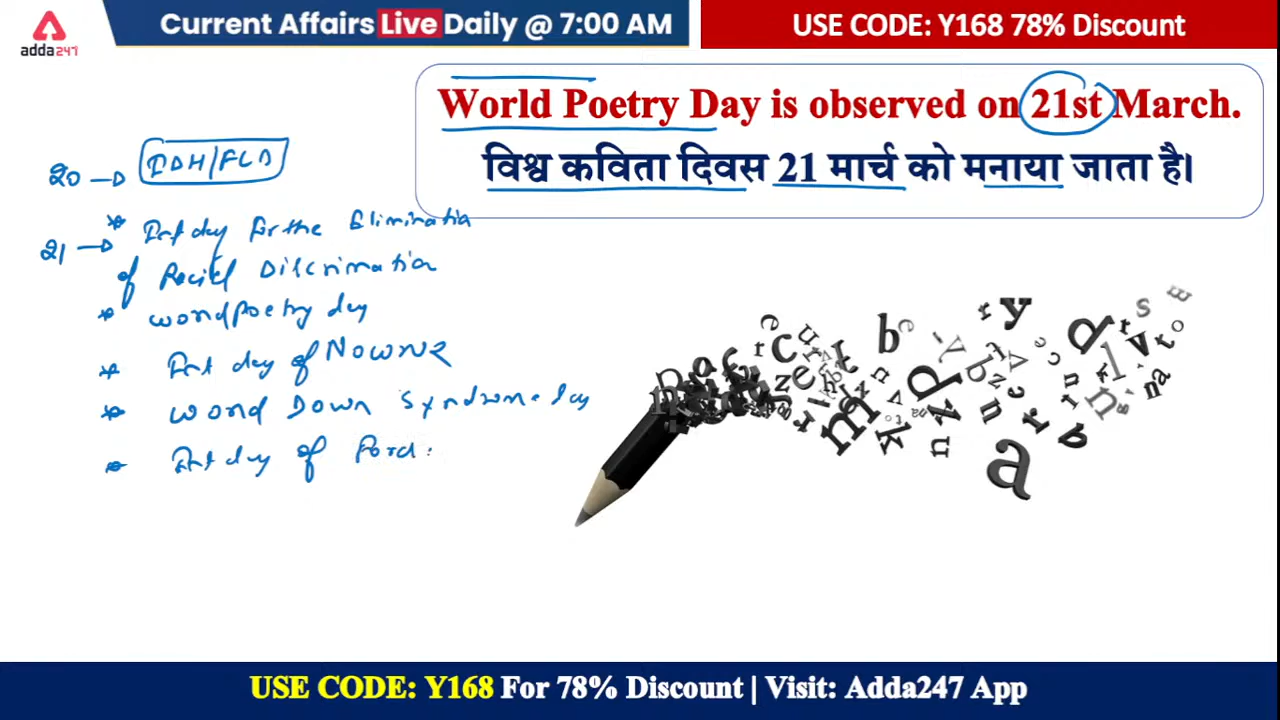 Current Affairs Live Daily @ 7:00 AM
USE CODE: Y168 78% Discount
adda247
World Poetry Day is observed on 21st March.
विश्व कविता दिवस 21 मार्च को मनाया जाता है।
20 → IDH/FLD
21 → * Int day for the Elimination
of Racial Discrimination
* World Poetry day
* Int day of Nowruz
* World Down Syndrome day
* Int day of Fore
USE CODE: Y168 For 78% Discount | Visit: Adda247 App